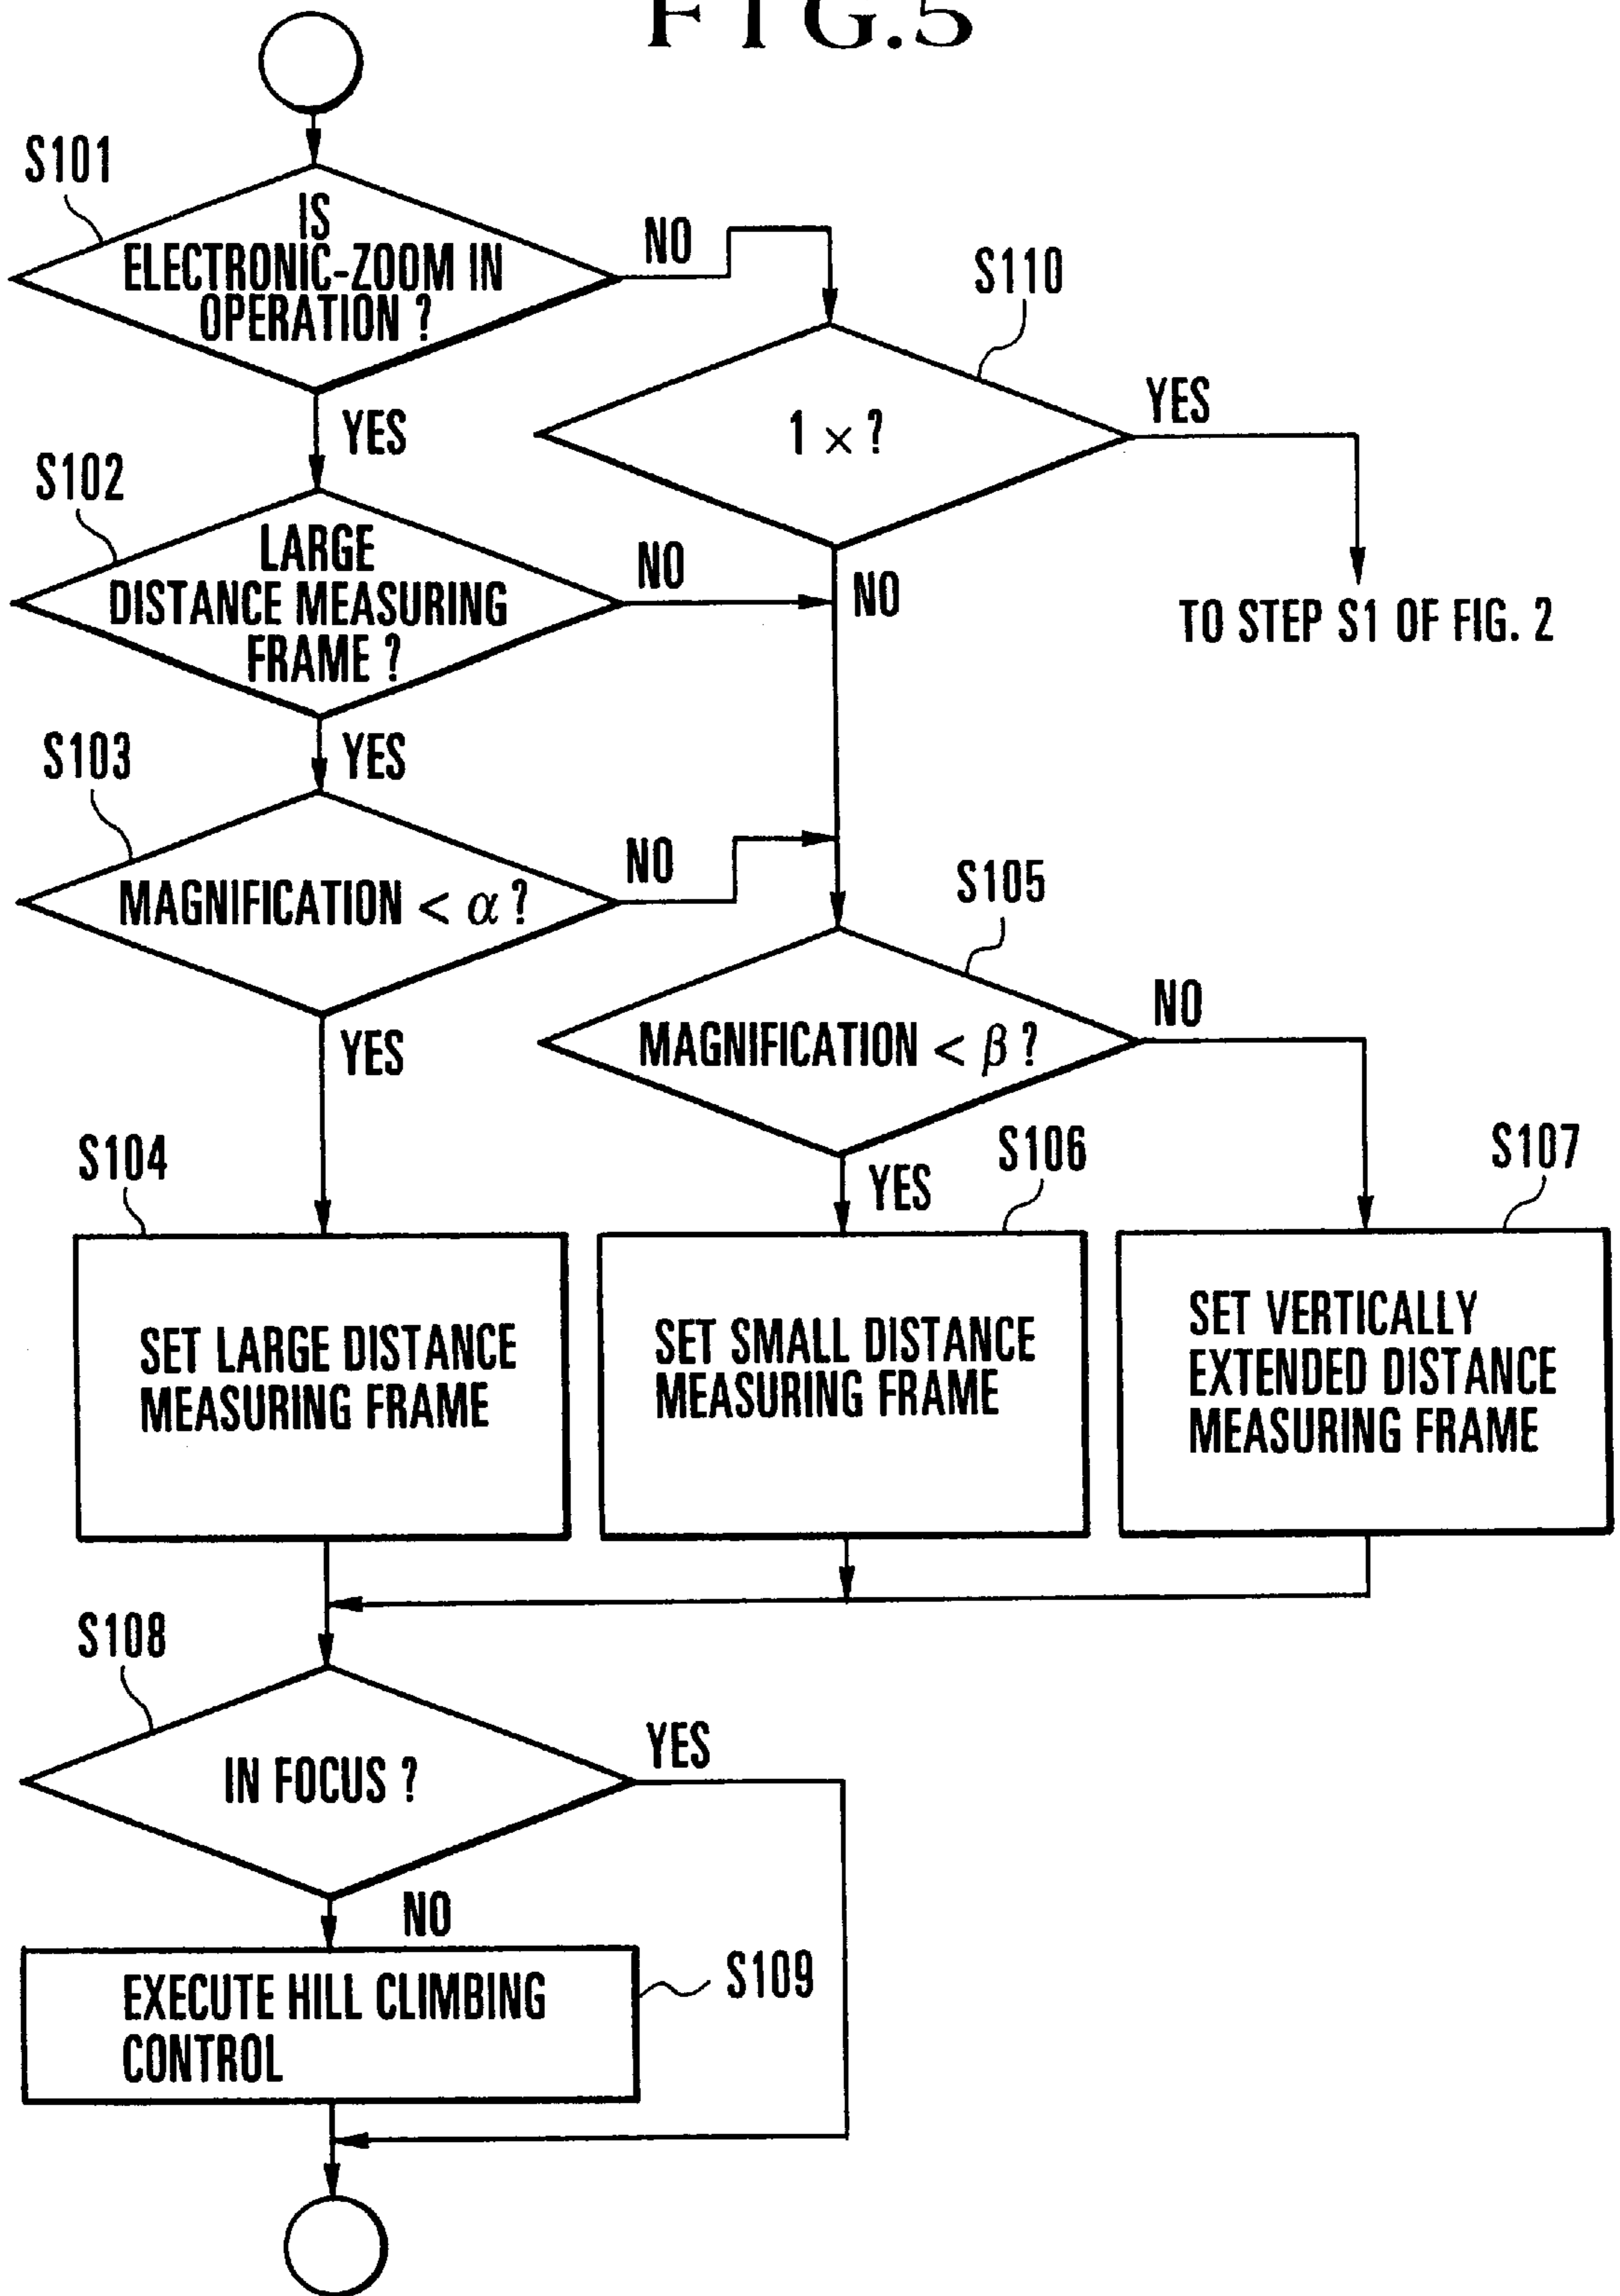 FIG.5
S101
IS
ELECTRONIC-ZOOM IN
OPERATION ?
NO
S110
YES
1 × ?
YES
S102
LARGE
DISTANCE MEASURING
FRAME ?
NO
NO
TO STEP S1 OF FIG. 2
S103
YES
MAGNIFICATION < α ?
NO
S105
MAGNIFICATION < β ?
NO
YES
S104
YES
S106
S107
SET LARGE DISTANCE
MEASURING FRAME
SET SMALL DISTANCE
MEASURING FRAME
SET VERTICALLY
EXTENDED DISTANCE
MEASURING FRAME
S108
IN FOCUS ?
YES
NO
EXECUTE HILL CLIMBING
CONTROL
S109